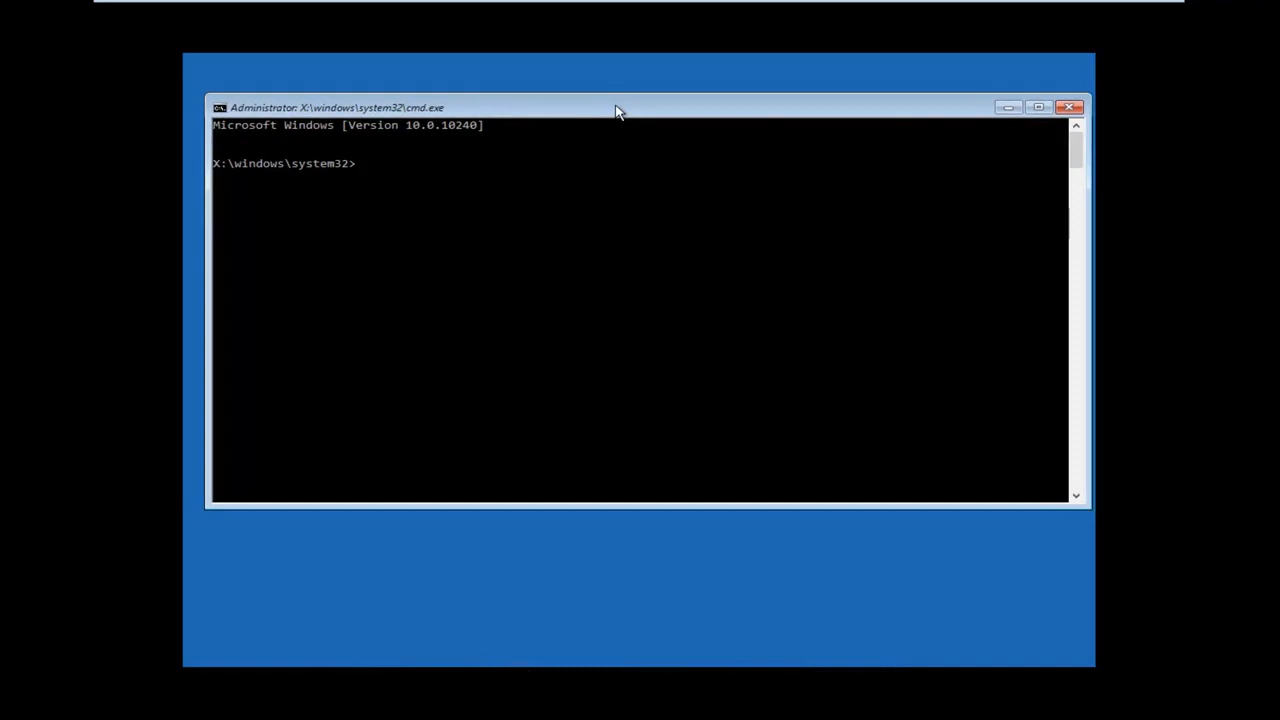 Administrator: X:\windows\system32\cmd.exe
Microsoft Windows [Version 10.0.10240]
X:\windows\system32>